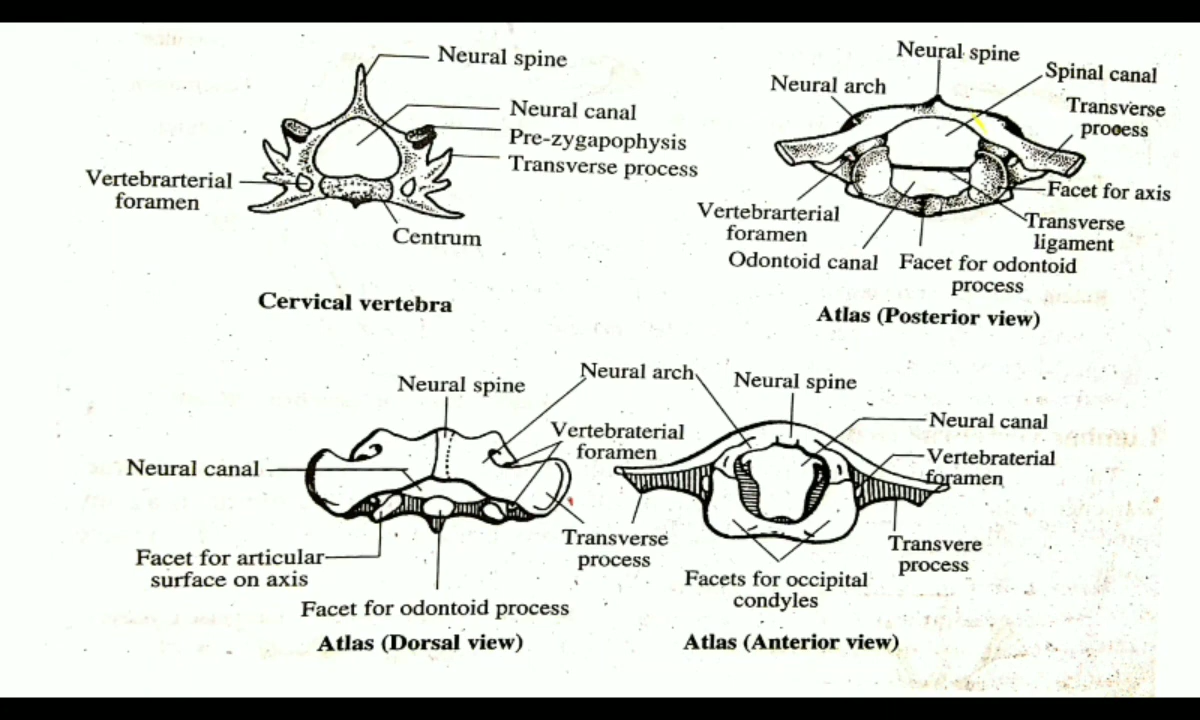 Neural spine
Neural canal
Pre-zygapophysis
Transverse process
Vertebrarterial
foramen
Centrum
Cervical vertebra
Neural spine
Spinal canal
Neural arch
Transverse
process
Facet for axis
Vertebrarterial
foramen
Transverse
ligament
Odontoid canal
Facet for odontoid
process
Atlas (Posterior view)
Neural spine
Neural arch
Vertebraterial
foramen
Neural canal
Transverse
process
Facet for articular
surface on axis
Facet for odontoid process
Atlas (Dorsal view)
Neural spine
Neural canal
Vertebraterial
foramen
Transvere
process
Facets for occipital
condyles
Atlas (Anterior view)